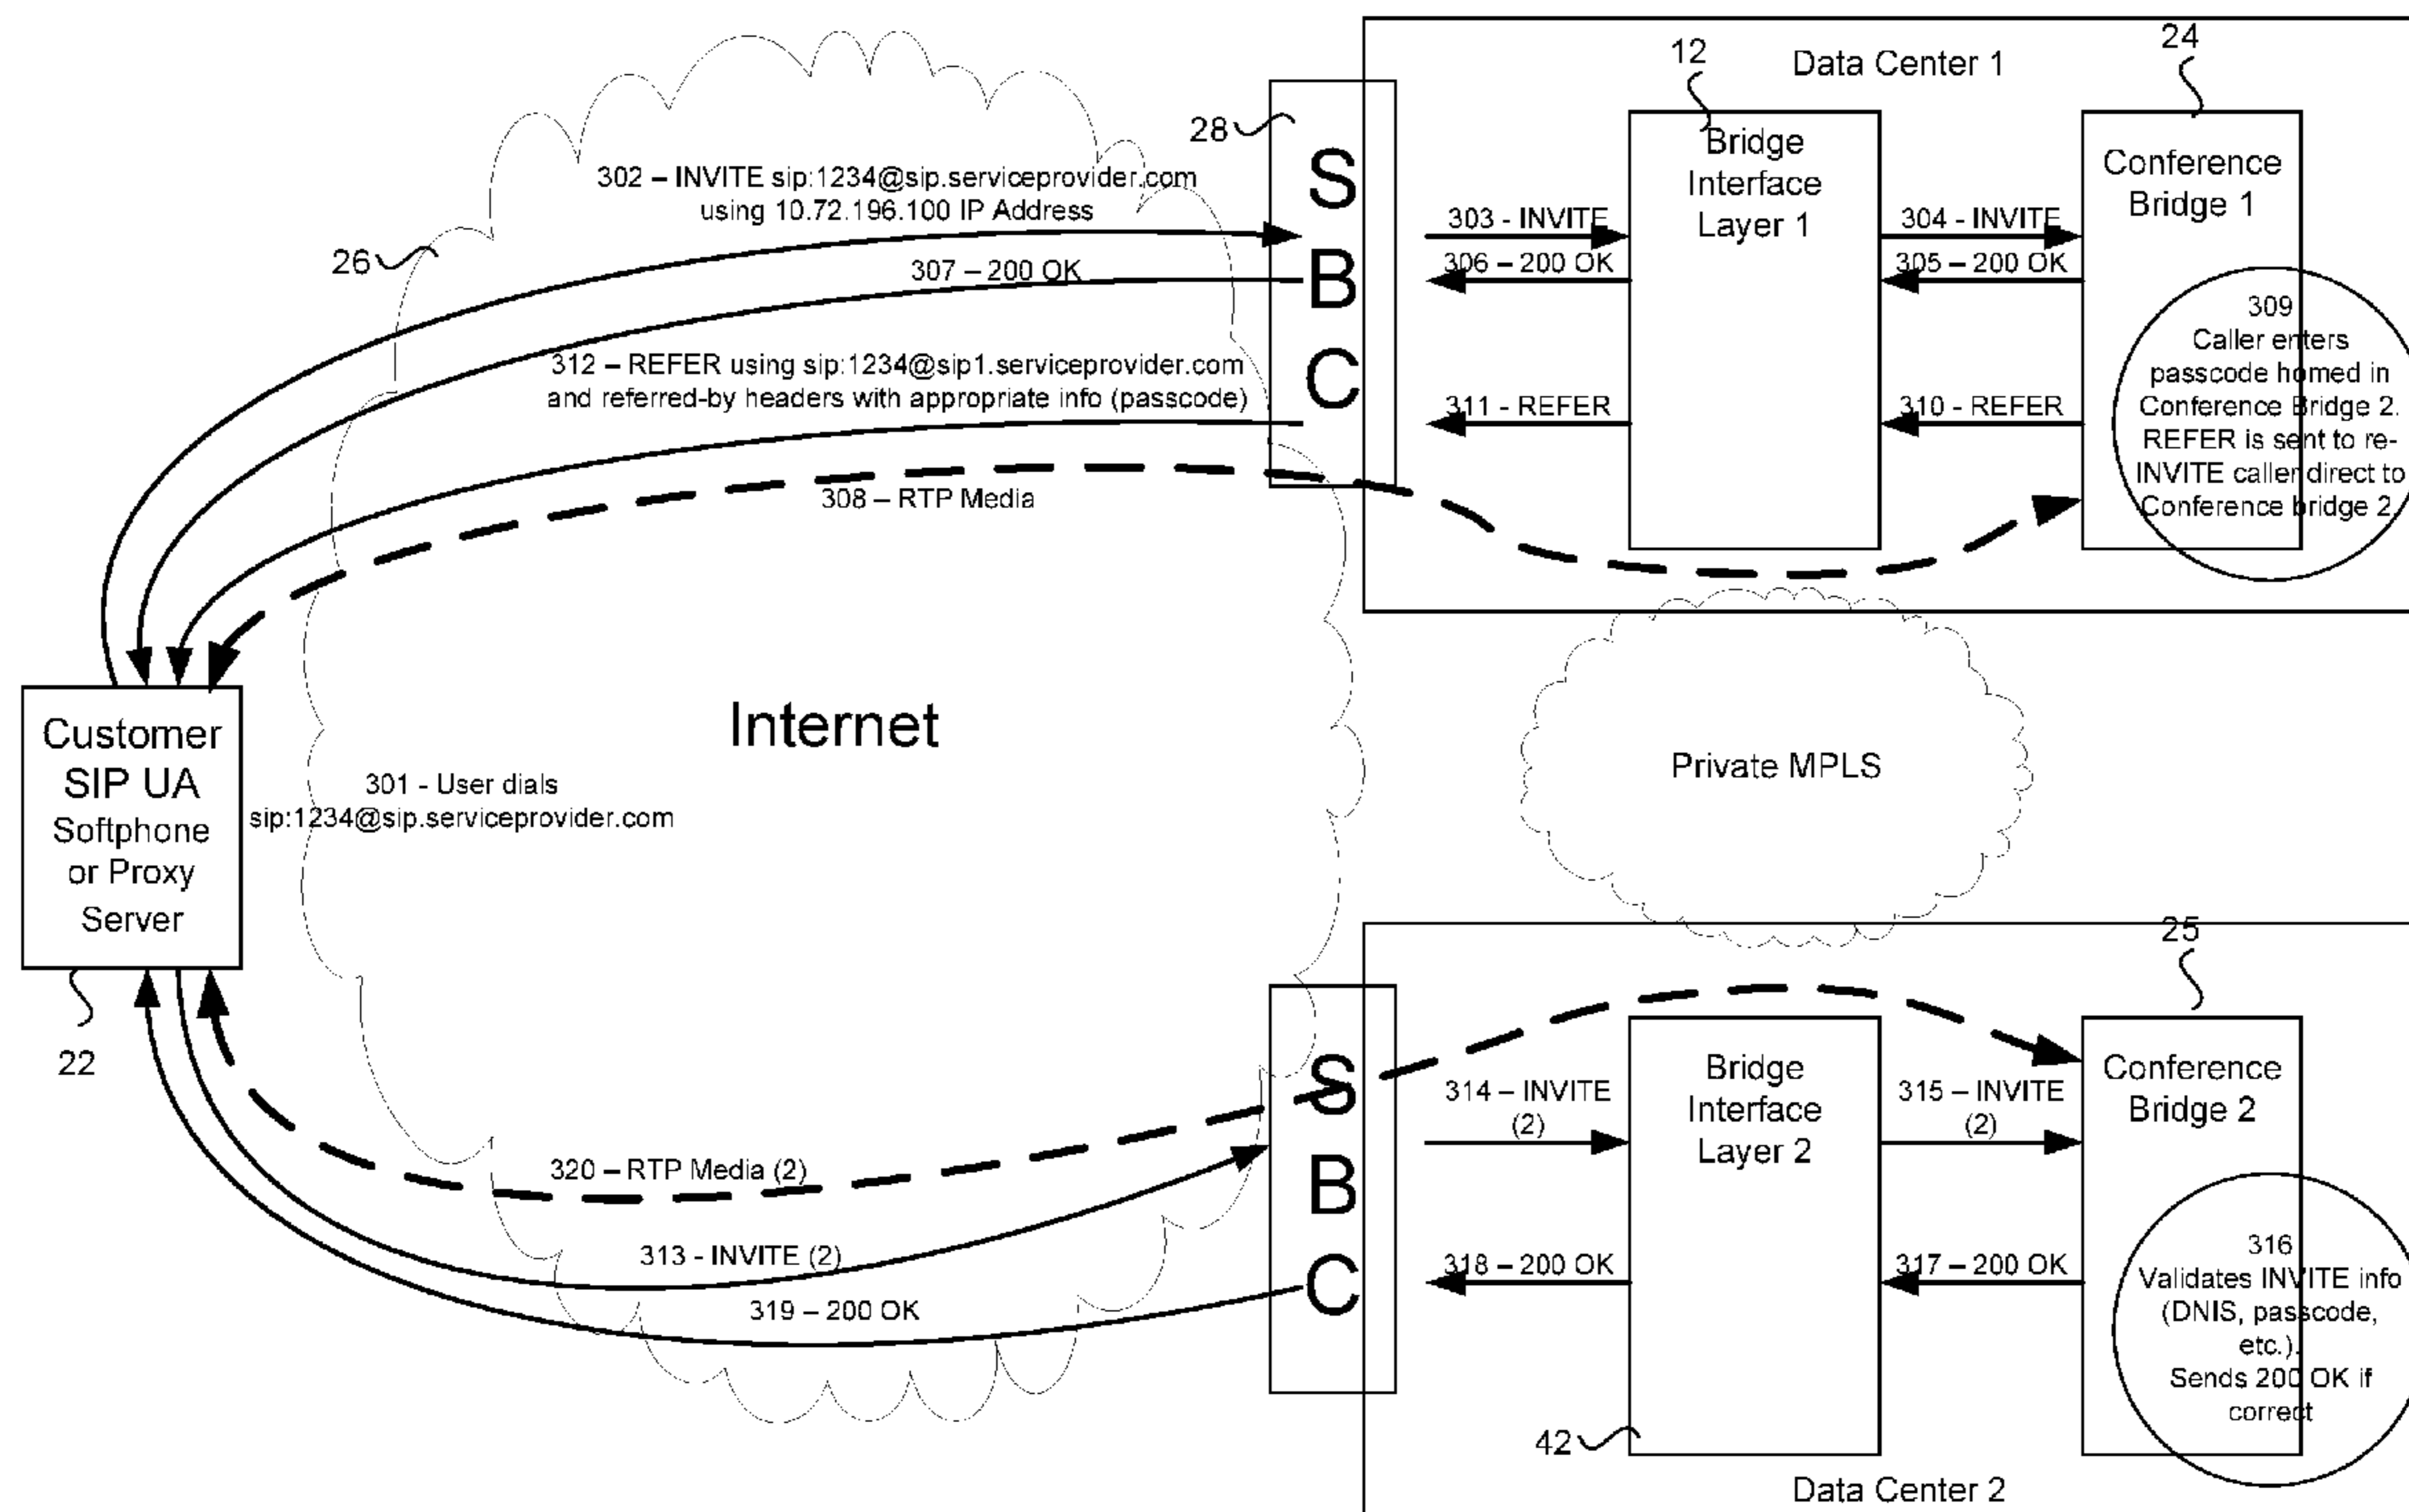 Data Center 1
12
24
28
S
B
C
Bridge
Interface
Layer 1
Conference
Bridge 1
302 – INVITE sip:1234@sip.serviceprovider.com
using 10.72.196.100 IP Address
26
307 – 200 OK
303 - INVITE
304 - INVITE
306 – 200 OK
305 – 200 OK
312 – REFER using sip:1234@sip1.serviceprovider.com
and referred-by headers with appropriate info (passcode)
311 - REFER
310 - REFER
309
Caller enters
passcode homed in
Conference Bridge 2.
REFER is sent to re-
INVITE caller direct to
Conference bridge 2.
308 – RTP Media
Internet
Private MPLS
Customer
SIP UA
Softphone
or Proxy
Server
22
301 - User dials
sip:1234@sip.serviceprovider.com
25
S
B
C
Bridge
Interface
Layer 2
Conference
Bridge 2
314 – INVITE
(2)
315 – INVITE
(2)
320 – RTP Media (2)
313 - INVITE (2)
319 – 200 OK
318 – 200 OK
317 – 200 OK
316
Validates INVITE info
(DNIS, passcode,
etc.).
Sends 200 OK if
correct
42
Data Center 2